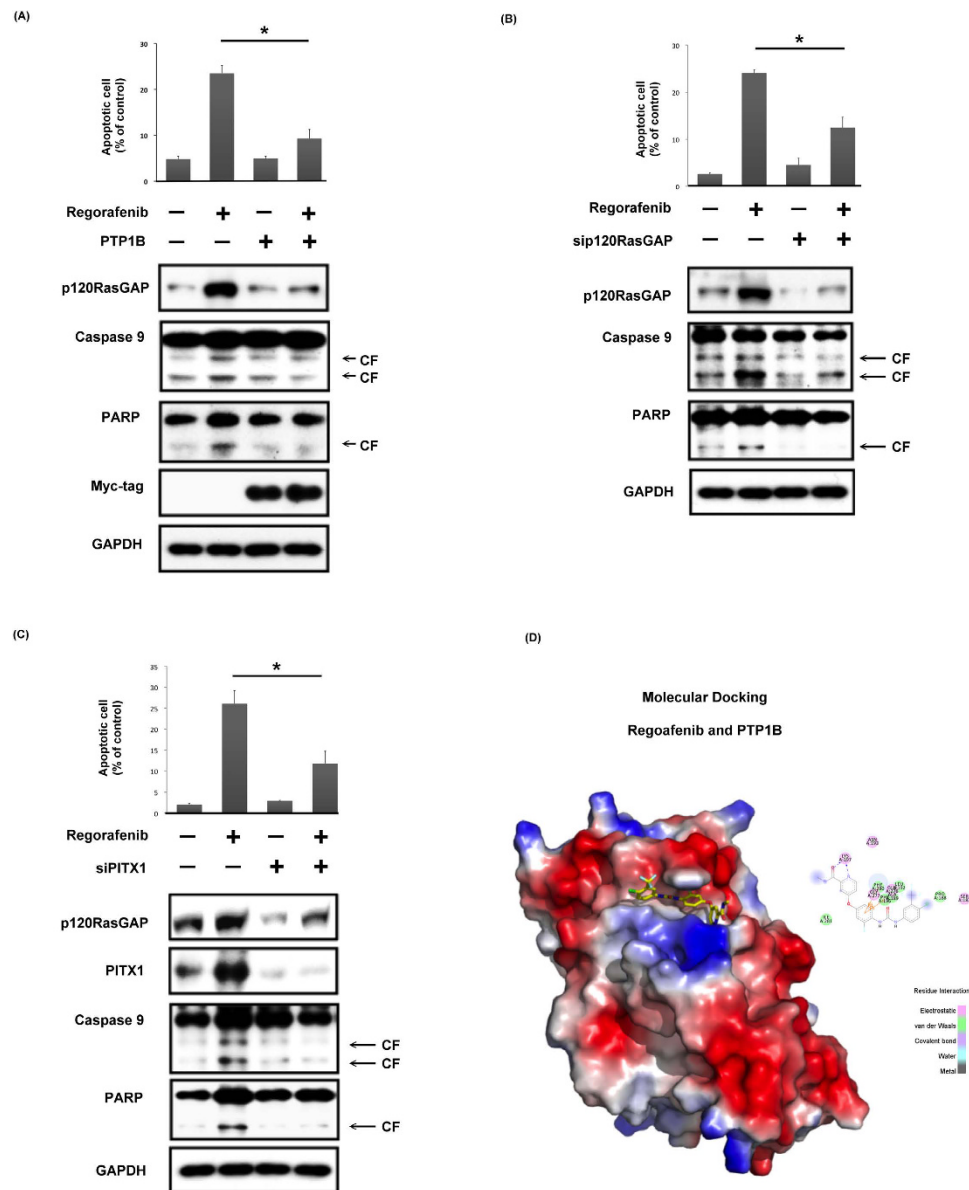 (A)
*
30
20
10
0
Apoptotic cell
(% of control)
Regorafenib − + − +
PTP1B − − + +
p120RasGAP
Caspase 9
CF
CF
PARP
CF
Myc-tag
GAPDH
(B)
*
30
20
10
0
Apoptotic cell
(% of control)
Regorafenib − + − +
sip120RasGAP − − + +
p120RasGAP
Caspase 9
CF
CF
PARP
CF
GAPDH
(C)
*
35
30
25
20
15
10
5
0
Apoptotic cell
(% of control)
Regorafenib − + − +
siPITX1 − − + +
p120RasGAP
PITX1
Caspase 9
CF
CF
PARP
CF
GAPDH
(D)
Molecular Docking
Regoafenib and PTP1B
Residue Interaction
Electrostatic
van der Waals
Covalent bond
Water
Metal